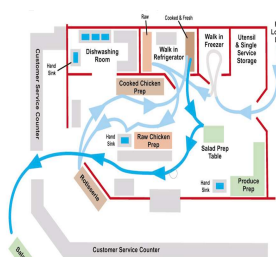 Raw
Cooked & Fresh
Dishwashing
Room
Walk in
Refrigerator
Walk in
Freezer
Utensil
& Single
Service
Storage
Hand
Sink
Customer Service Counter
Cooked Chicken
Prep
Hand
Sink
Raw Chicken
Prep
Salad Prep
Table
Rotisserie
Hand
Sink
Produce
Prep
Customer Service Counter